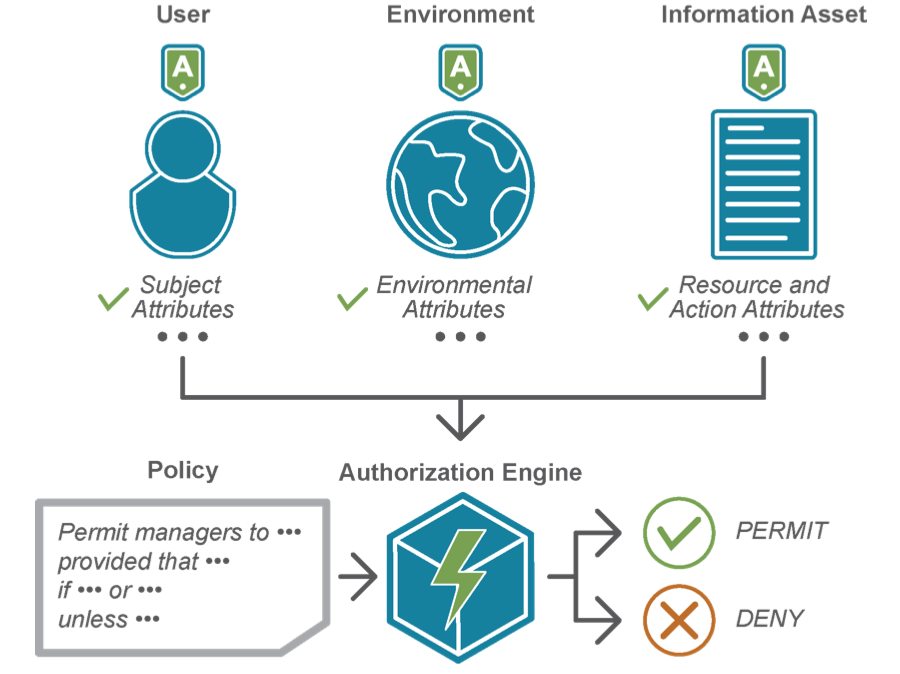 User
Environment
Information Asset
A
A
A
Subject
Attributes
Environmental
Attributes
Resource and
Action Attributes
•••
•••
•••
Policy
Authorization Engine
Permit managers to •••
provided that •••
if ••• or •••
unless •••
PERMIT
DENY